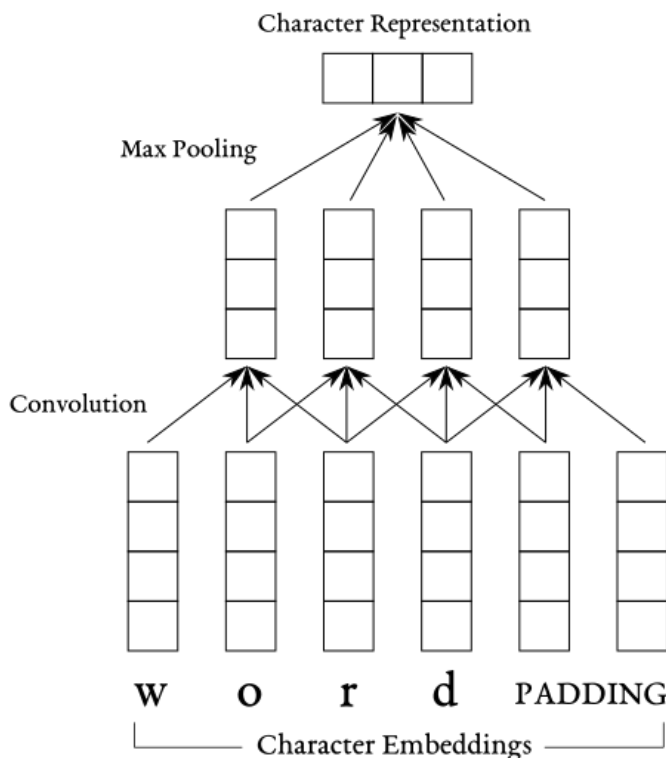 Character Representation
Max Pooling
Convolution
w o r d PADDING
Character Embeddings